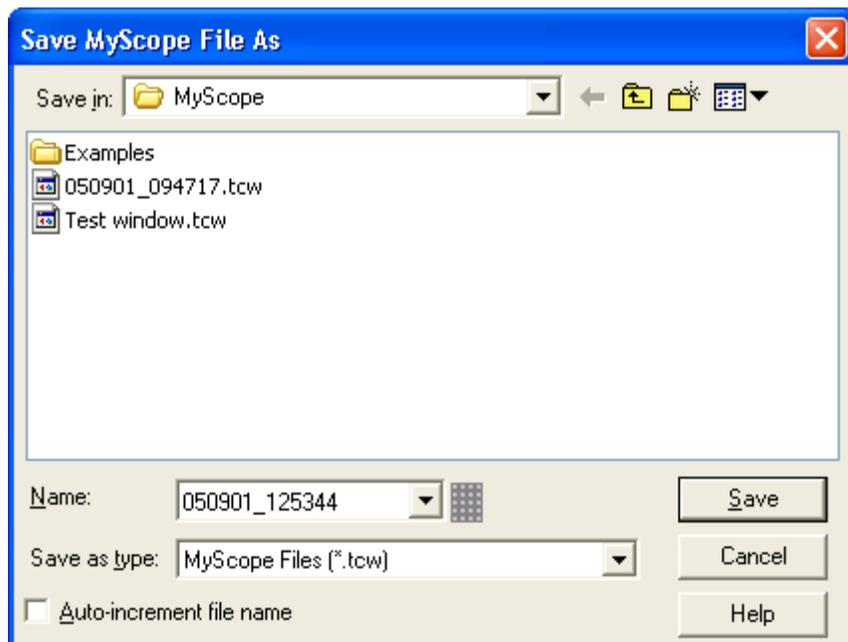 Save MyScope File As
Save in: MyScope
Examples
050901_094717.tcw
Test window.tcw
Name: 050901_125344 Save
Save as type: MyScope Files (*.tcw) Cancel
Auto-increment file name Help